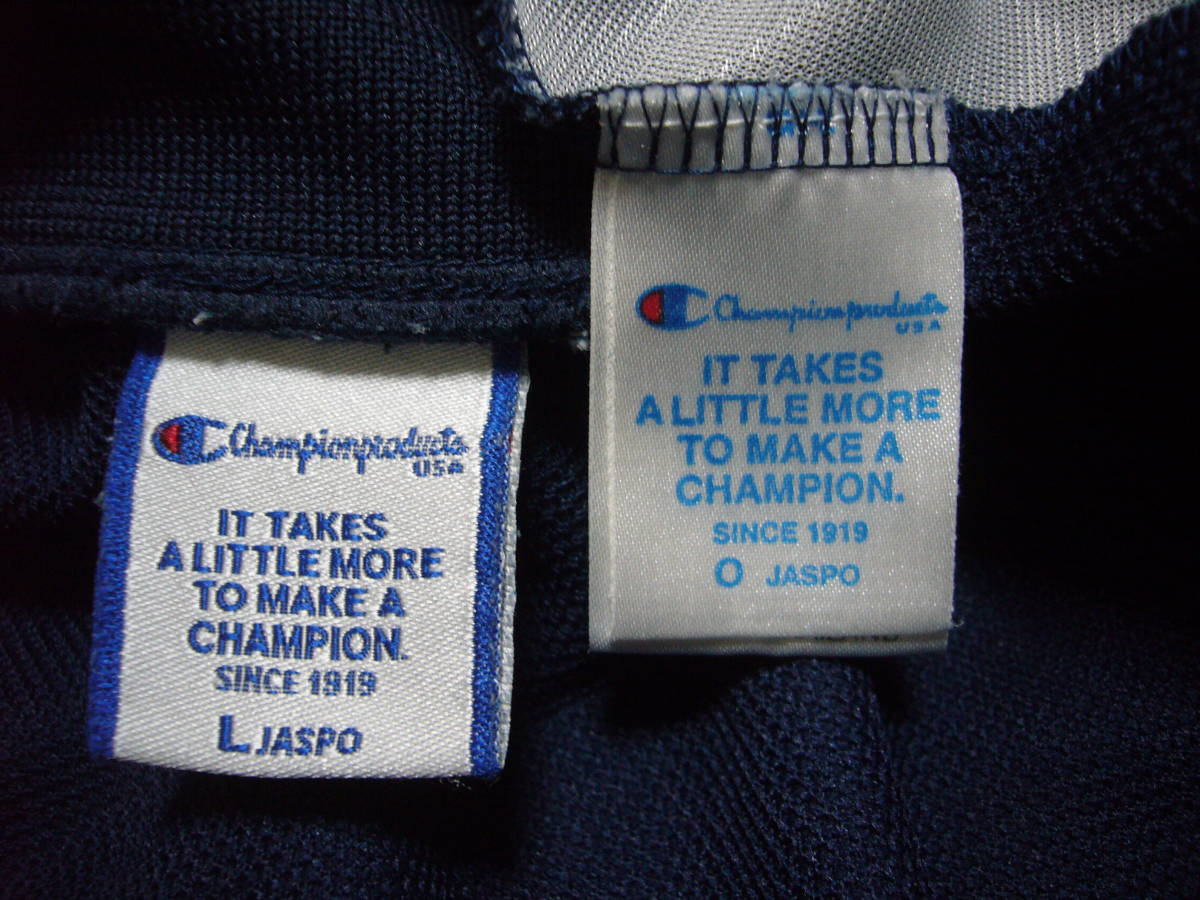 Championproducts
USA
IT TAKES
A LITTLE MORE
TO MAKE A
CHAMPION.
SINCE 1919
L JASPO
Championproducts
USA
IT TAKES
A LITTLE MORE
TO MAKE A
CHAMPION.
SINCE 1919
O JASPO